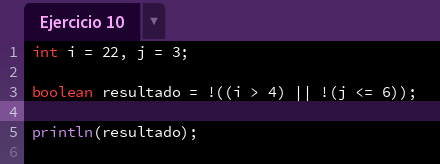 Ejercicio 10 ▼
1 int i = 22, j = 3;
2
3 boolean resultado = !((i > 4) || !(j <= 6));
4
5 println(resultado);
6